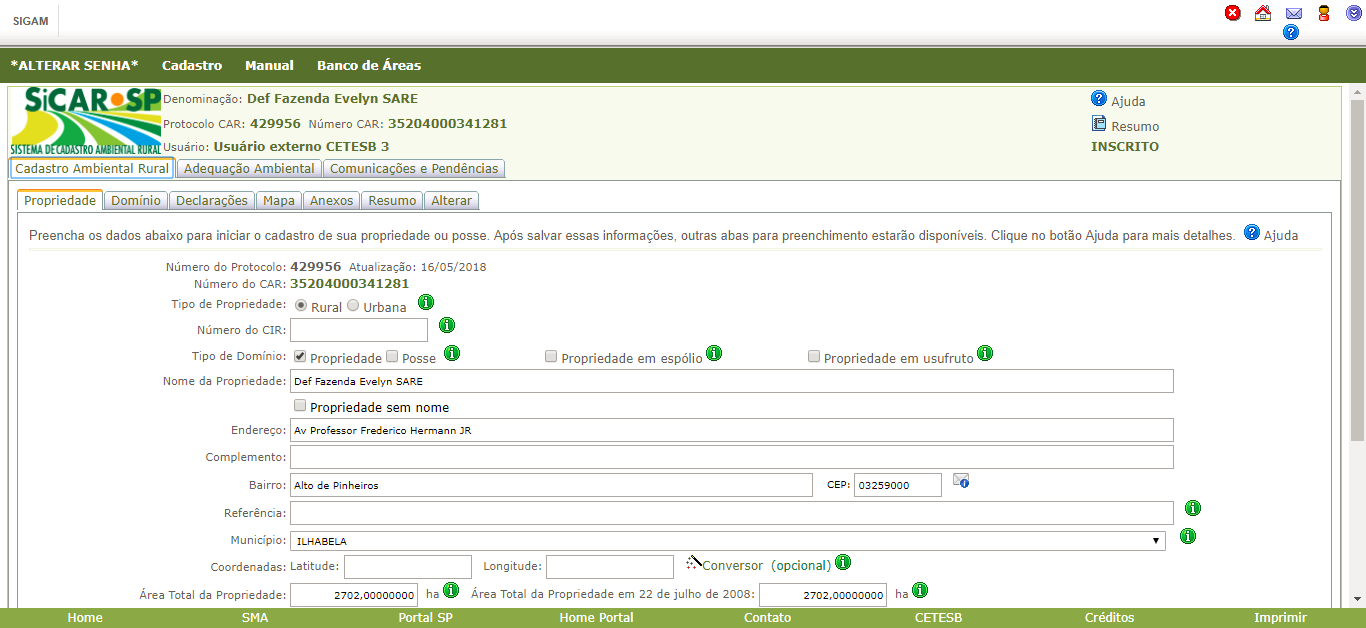 SIGAM
*ALTERAR SENHA* Cadastro Manual Banco de Áreas
SiCAR SP
SISTEMA DE CADASTRO AMBIENTAL RURAL
Denominação: Def Fazenda Evelyn SARE
Ajuda
Protocolo CAR: 429956 Número CAR: 35204000341281
Resumo
Usuário: Usuário externo CETESB 3
INSCRITO
Cadastro Ambiental Rural Adequação Ambiental Comunicações e Pendências
Propriedade Domínio Declarações Mapa Anexos Resumo Alterar
Preencha os dados abaixo para iniciar o cadastro de sua propriedade ou posse. Após salvar essas informações, outras abas para preenchimento estarão disponíveis. Clique no botão Ajuda para mais detalhes. Ajuda
Número do Protocolo: 429956 Atualização: 16/05/2018
Número do CAR: 35204000341281
Tipo de Propriedade: Rural Urbana
Número do CIR:
Tipo de Domínio: Propriedade Posse Propriedade em espólio Propriedade em usufruto
Nome da Propriedade: Def Fazenda Evelyn SARE
Propriedade sem nome
Endereço: Av Professor Frederico Hermann JR
Complemento:
Bairro: Alto de Pinheiros CEP: 03259000
Referência:
Município: ILHABELA
Coordenadas: Latitude: Longitude: Conversor (opcional)
Área Total da Propriedade: 2702,00000000 ha Área Total da Propriedade em 22 de julho de 2008: 2702,00000000 ha
Home SMA Portal SP Home Portal Contato CETESB Créditos Imprimir